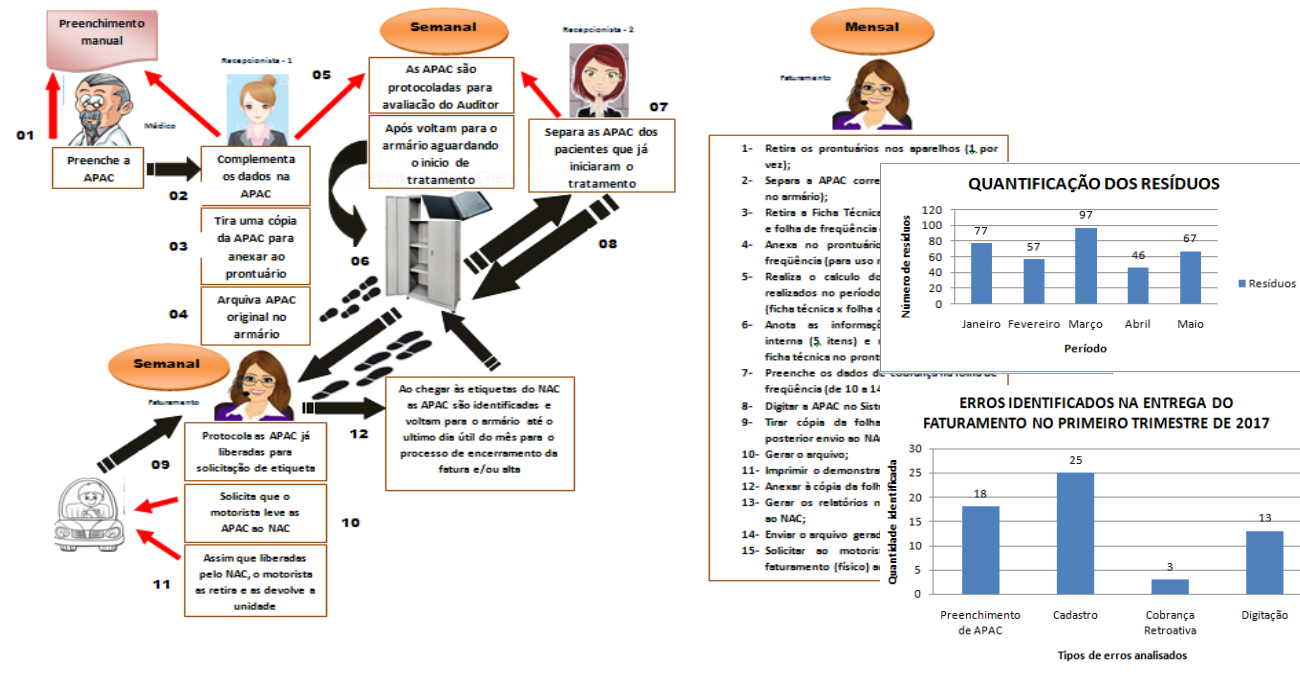 Preenchimento
manual
Recepcionista - 1
Médico
01
Preenche a
APAC
02
Complementa
os dados na
APAC
03
Tira uma cópia
da APAC para
anexar ao
prontuário
04
Arquiva APAC
original no
armário
Semanal
05
As APAC são
protocoladas para
avaliação do Auditor
Após voltam para o
armário aguardando
o inicio de
tratamento
06
Recepcionista - 2
07
Separa as APAC dos
pacientes que já
iniciaram o
tratamento
08
Semanal
Faturamento
09
Protocola as APAC já
liberadas para
solicitação de etiqueta
Solicita que o
motorista leve as
APAC ao NAC
10
11
Assim que liberadas
pelo NAC, o motorista
as retira e as devolve a
unidade
12
Ao chegar às etiquetas do NAC
as APAC são identificadas e
voltam para o armário até o
ultimo dia útil do mês para o
processo de encerramento da
fatura e/ou alta
Mensal
Faturamento
1- Retira os prontuários nos aparelhos (1 por
vez);
2- Separa a APAC
no armário);
3- Retira a Ficha Técnica
e folha de freqüência
4- Anexa no
freqüência (para uso
5- Realiza o calculo
realizados no período
(ficha técnica x folha
6- Anota as
interna (5 itens) e
ficha técnica no
7- Preenche os dados de cobrança na folha de
freqüência (de 10 a 14
8- Digitar a APAC no
9- Tirar cópia da folha
posterior envio ao
10- Gerar o arquivo;
11- Imprimir o
12- Anexar à cópia da
13- Gerar os relatórios
ao NAC;
14- Enviar o arquivo
15- Solicitar ao
faturamento (físico)
QUANTIFICAÇÃO DOS RESÍDUOS
Número de resíduos
120
100
80
60
40
20
0
77
57
97
46
67
Janeiro Fevereiro Março Abril Maio
Período
Resíduos
ERROS IDENTIFICADOS NA ENTREGA DO
FATURAMENTO NO PRIMEIRO TRIMESTRE DE 2017
Quantidade identificada
30
25
20
15
10
5
0
18
25
3
13
Preenchimento
de APAC
Cadastro
Cobrança
Retroativa
Digitação
Tipos de erros analisados